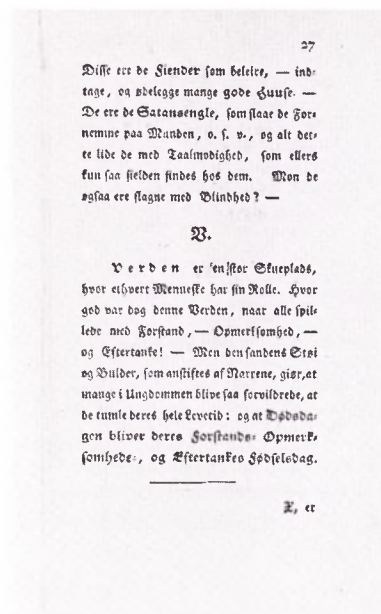 27
Disse ere de Fiender som beleire, — ind-
tage, og ødelegge mange gode Huuse. —
De ere de Satansengle, som slaae de For-
nemme paa Munden, o. s. v., og alt det-
te lide de med Taalmodighed, som ellers
kun saa sielden findes hos dem. Mon de
ogsaa ere slagne med Blindhed? —
V.
Verden er en stor Skueplads,
hvor ethvert Menneske har sin Rolle. Hvor
god var dog denne Verden, naar alle spil-
lede med Forstand, — Opmerksomhed, —
og Eftertanke! — Men den sandens Støi
og Bulder, som anstiftes af Narrene, giør, at
mange i Ungdommen blive saa forvildrede, at
de tumle deres hele Levetid: og at Dødsda-
gen bliver deres Forstands- Opmerk-
somheds-, og Eftertankes Fødselsdag.
X, er